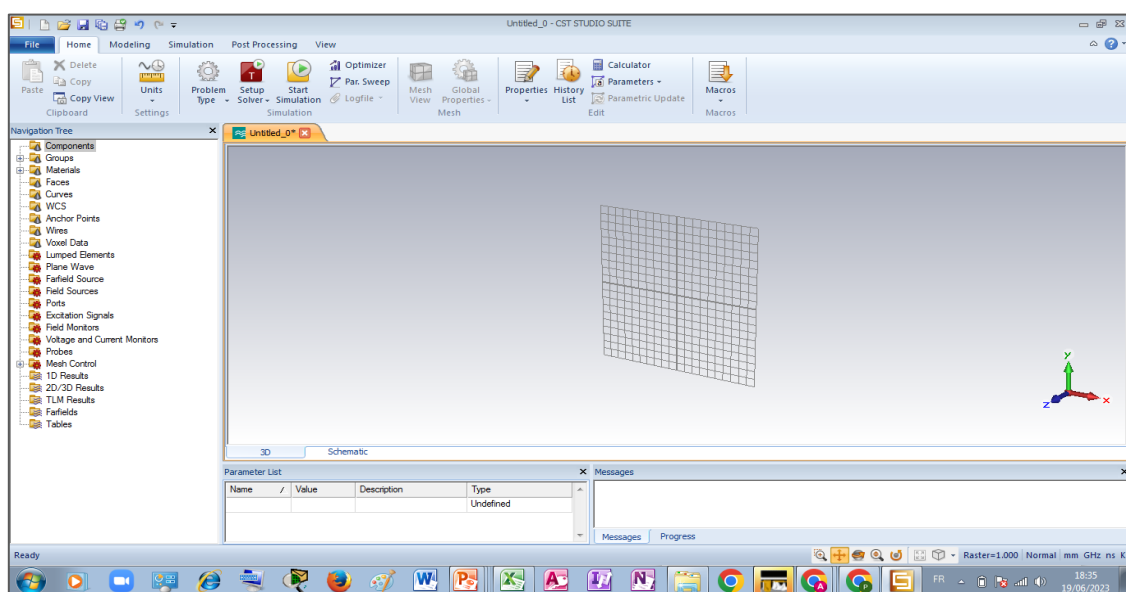 Untitled_0 - CST STUDIO SUITE
File Home Modeling Simulation Post Processing View
Paste
Delete
Copy
Copy View
Clipboard
Units
Settings
Problem Type
Setup Solver
Start Simulation
Optimizer
Par. Sweep
Logfile
Simulation
Mesh View
Global Properties
Mesh
Properties
History List
Calculator
Parameters
Parametric Update
Edit
Macros
Macros
Navigation Tree
Components
Groups
Materials
Faces
Curves
WCS
Anchor Points
Wires
Voxel Data
Lumped Elements
Plane Wave
Farfield Source
Field Sources
Ports
Excitation Signals
Field Monitors
Voltage and Current Monitors
Probes
Mesh Control
1D Results
2D/3D Results
TLM Results
Farfields
Tables
Untitled_0*
y
z
x
3D Schematic
Parameter List
Name / Value Description Type
Undefined
Messages
Messages Progress
Ready
Raster=1.000 Normal mm GHz ns K
FR
18:35
19/06/2023